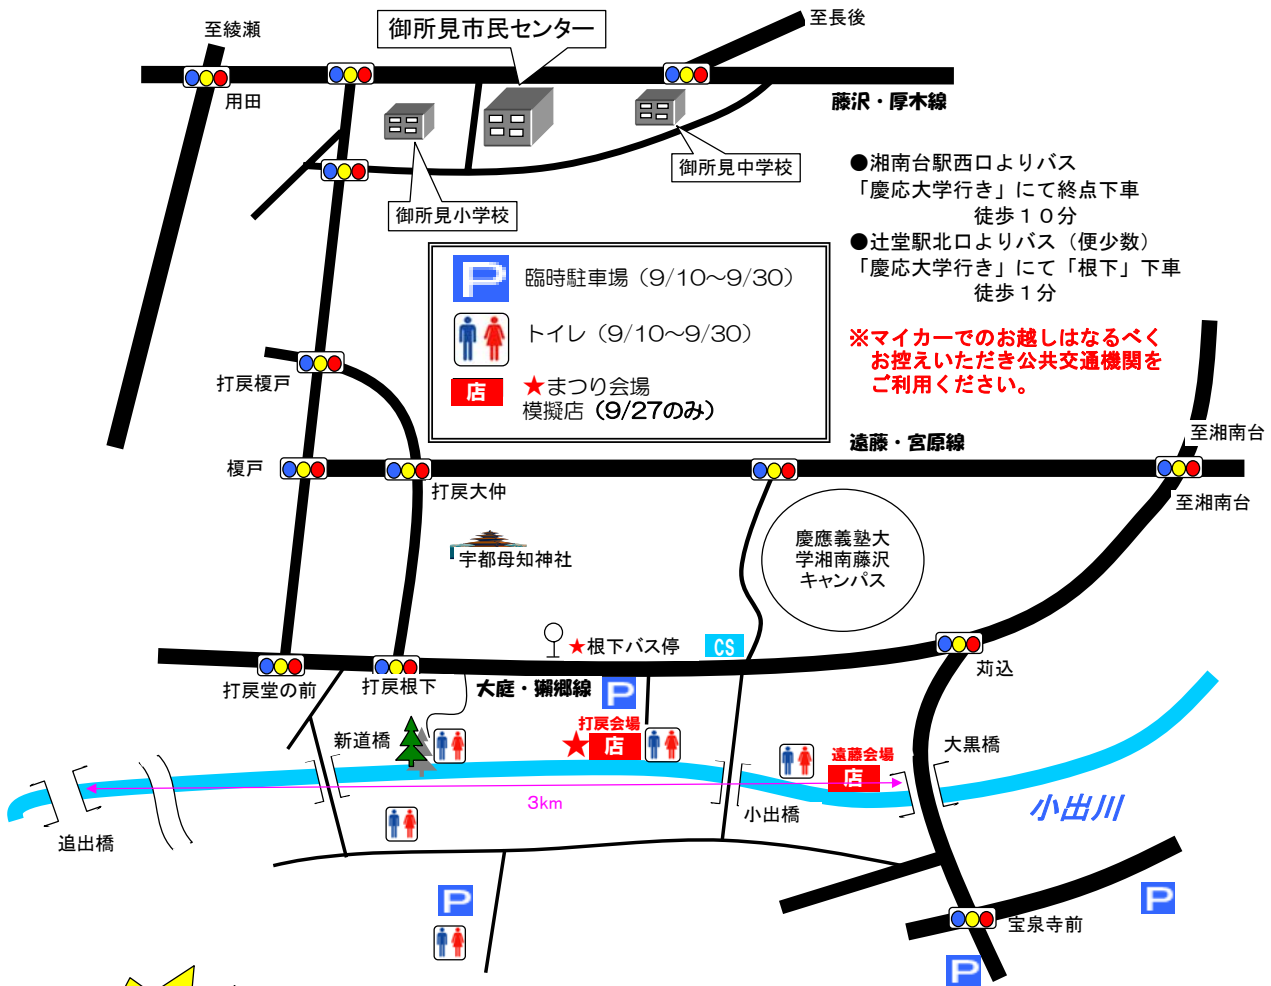 至綾瀬
御所見市民センター
至長後
用田
藤沢・厚木線
御所見中学校
御所見小学校
●湘南台駅西口よりバス
「慶応大学行き」にて終点下車
徒歩１０分
●辻堂駅北口よりバス（便少数）
「慶応大学行き」にて「根下」下車
徒歩１分
※マイカーでのお越しはなるべく
お控えいただき公共交通機関を
ご利用ください。
P 臨時駐車場（9/10～9/30）
トイレ（9/10～9/30）
店 ★まつり会場
模擬店（9/27のみ）
打戻榎戸
遠藤・宮原線
至湘南台
榎戸
打戻大仲
至湘南台
宇都母知神社
慶應義塾大
学湘南藤沢
キャンパス
★根下バス停
CS
打戻堂の前
打戻根下
大庭・獺郷線
P
苅込
打戻会場
★店
新道橋
遠藤会場
店
大黒橋
3km
小出橋
小出川
追出橋
P
P
宝泉寺前
P